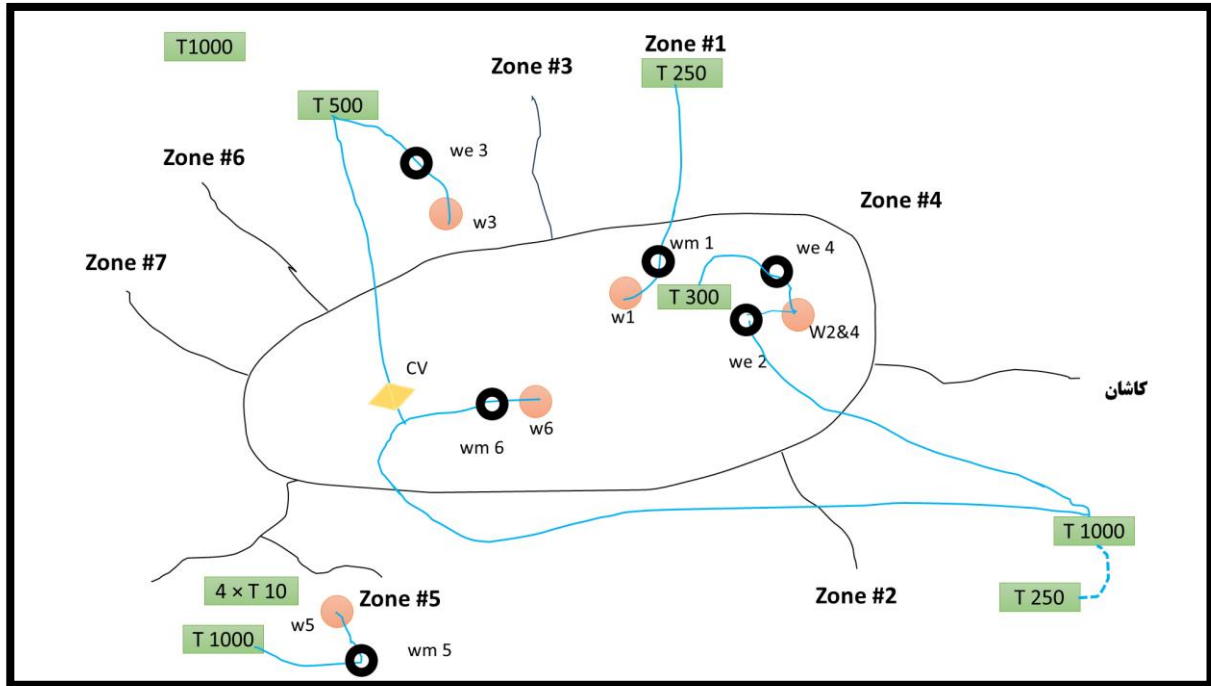 T1000
Zone #1
T 250
Zone #3
T 500
we 3
Zone #6
w3
Zone #4
Zone #7
wm 1
we 4
T 300
w1
W2&4
we 2
CV
کاشان
w6
wm 6
T 1000
4 × T 10
Zone #5
Zone #2
T 250
w5
T 1000
wm 5